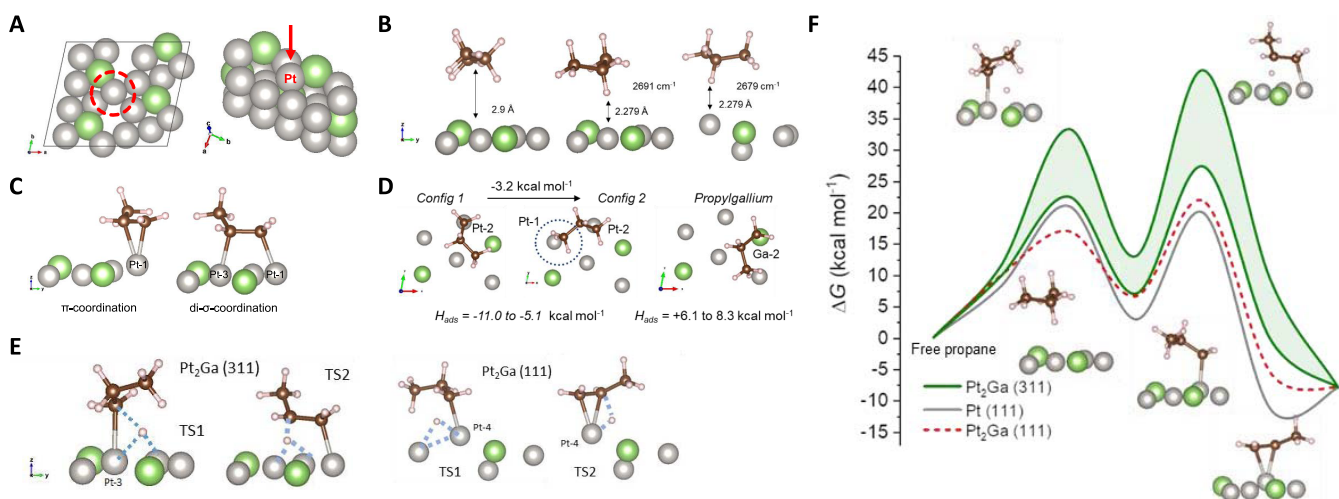 A
Pt
b
a
c
b
a
B
2.9 Å
2691 cm-1
2.279 Å
2679 cm-1
2.279 Å
z
y
C
Pt-1
Pt-3
Pt-1
π-coordination
di-σ-coordination
D
-3.2 kcal mol-1
Config 1
Config 2
Propylgallium
Pt-2
Pt-1
Pt-2
Ga-2
Hads = -11.0 to -5.1 kcal mol-1
Hads = +6.1 to 8.3 kcal mol-1
E
Pt2Ga (311)
TS2
TS1
Pt-3
z
y
Pt2Ga (111)
Pt-4
Pt-4
TS1
TS2
F
45
40
35
30
25
20
15
10
5
0
-5
-10
-15
ΔG (kcal mol-1)
Free propane
Pt2Ga (311)
Pt (111)
Pt2Ga (111)